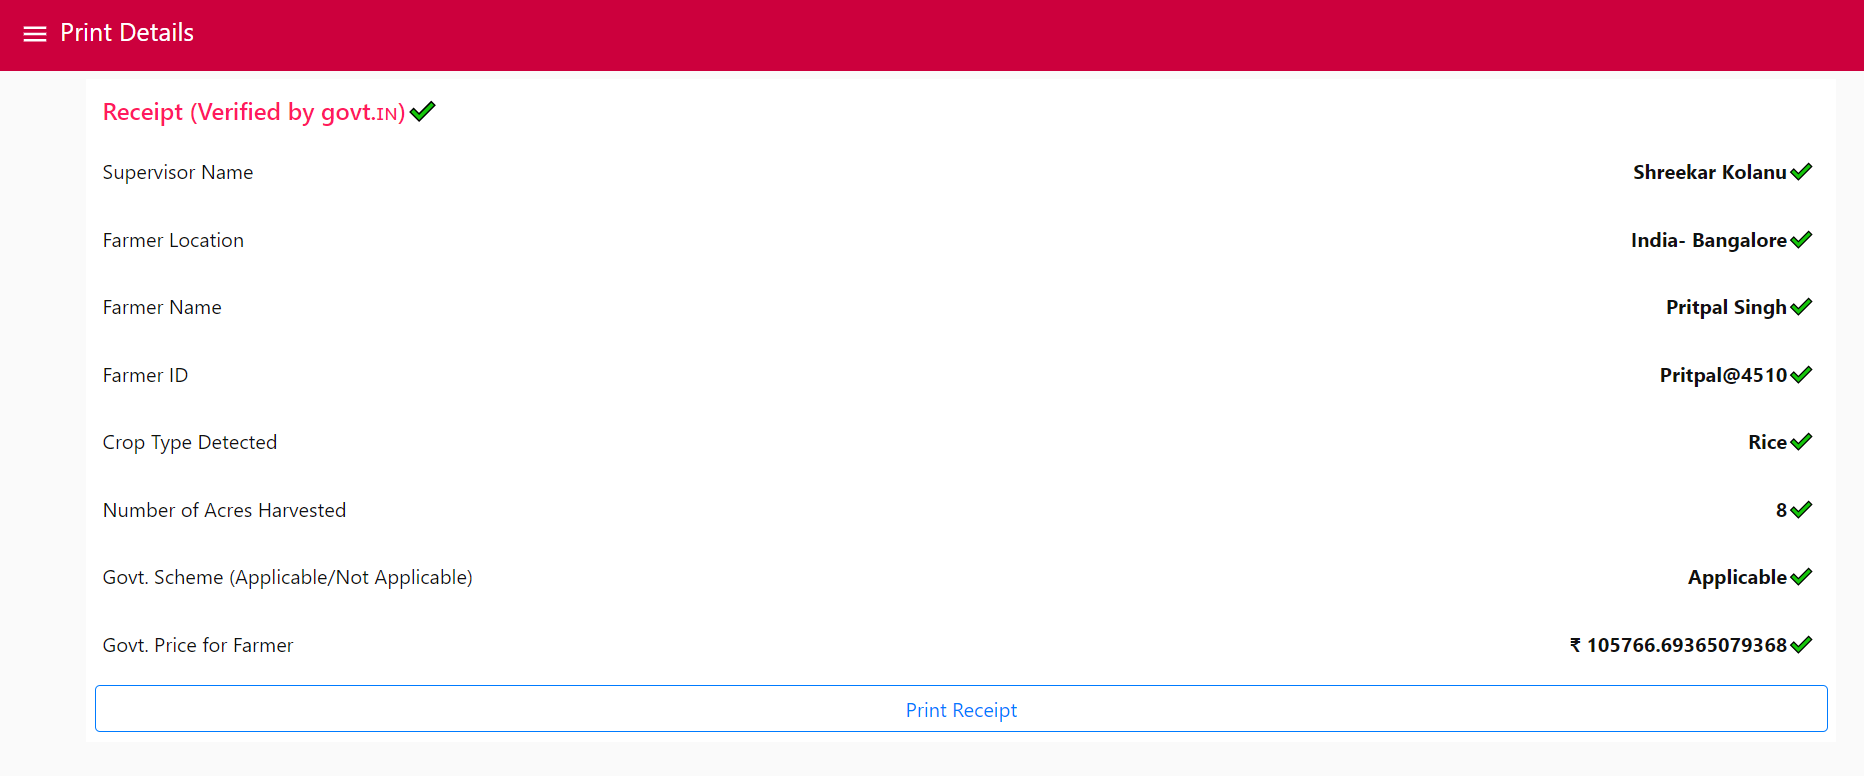 Print Details
Receipt (Verified by govt.IN)
Supervisor Name Shreekar Kolanu
Farmer Location India- Bangalore
Farmer Name Pritpal Singh
Farmer ID Pritpal@4510
Crop Type Detected Rice
Number of Acres Harvested 8
Govt. Scheme (Applicable/Not Applicable) Applicable
Govt. Price for Farmer ₹ 105766.69365079368
Print Receipt